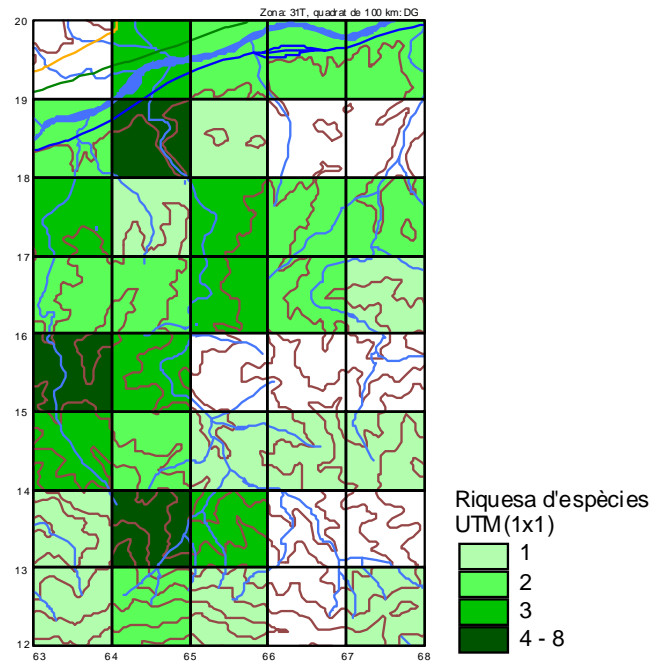 Zona: 31T, quadrat de 100 km: DG
20
19
18
17
16
15
14
13
12
63 64 65 66 67 68
Riquesa d'espècies
UTM (1x1)
1
2
3
4 - 8